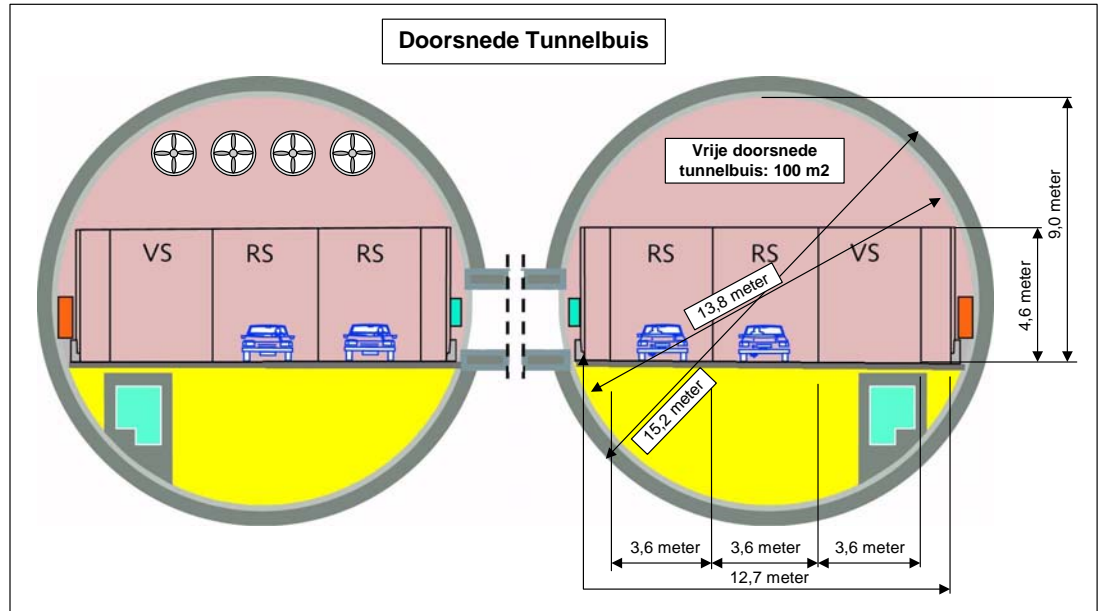 Doorsnede Tunnelbuis
Vrije doorsnede
tunnelbuis: 100 m2
VS
RS
RS
RS
RS
VS
9,0 meter
4,6 meter
13,8 meter
15,2 meter
3,6 meter
3,6 meter
3,6 meter
12,7 meter